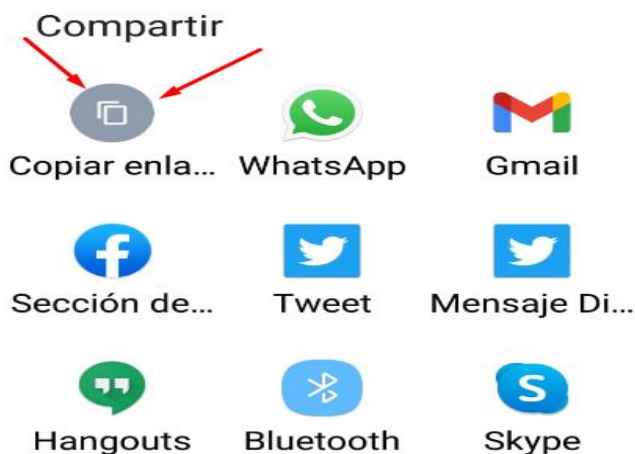 Compartir
Copiar enla... WhatsApp Gmail
Sección de... Tweet Mensaje Di...
Hangouts Bluetooth Skype